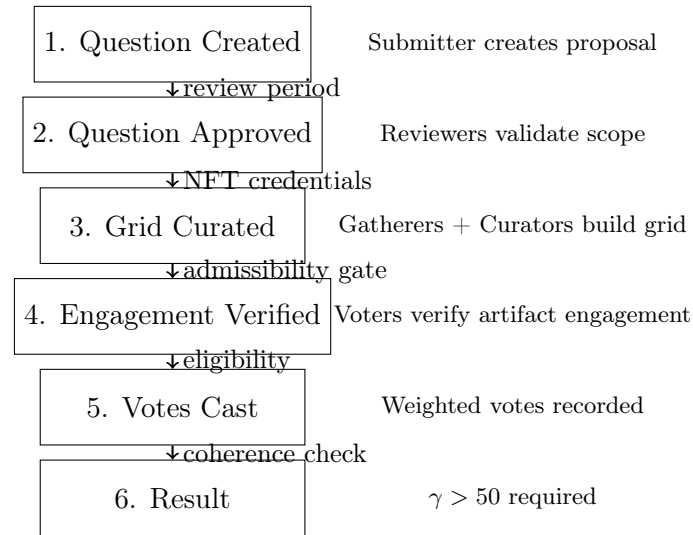 1. Question Created
Submitter creates proposal
review period
2. Question Approved
Reviewers validate scope
NFT credentials
3. Grid Curated
Gatherers + Curators build grid
admissibility gate
4. Engagement Verified
Voters verify artifact engagement
eligibility
5. Votes Cast
Weighted votes recorded
coherence check
6. Result
γ > 50 required